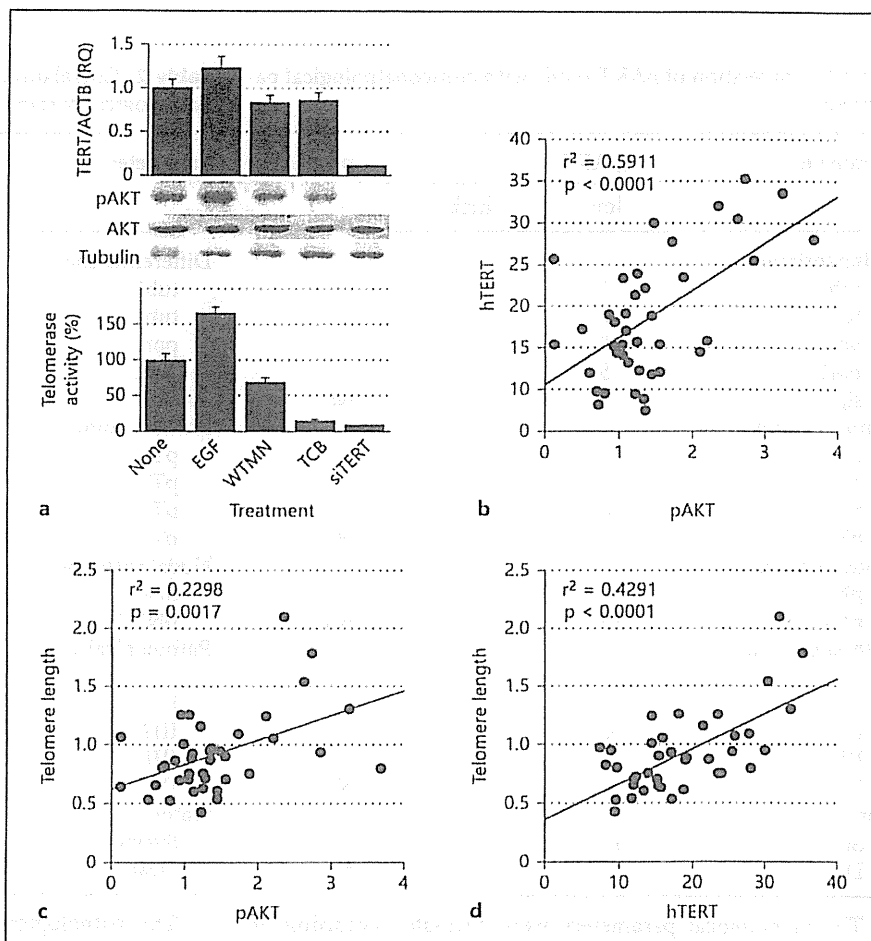 TERT/ACTB (RQ)
1.5
1.0
0.5
0
pAKT
AKT
Tubulin
Telomerase
activity (%)
150
100
50
0
None
EGF
WTMN
TCB
siTERT
a
Treatment
hTERT
40
35
30
25
20
15
10
0
r² = 0.5911
p < 0.0001
0 1 2 3 4
b
pAKT
Telomere length
2.5
2.0
1.5
1.0
0.5
0
r² = 0.2298
p = 0.0017
0 1 2 3 4
c
pAKT
Telomere length
2.5
2.0
1.5
1.0
0.5
0
r² = 0.4291
p < 0.0001
0 10 20 30 40
d
hTERT